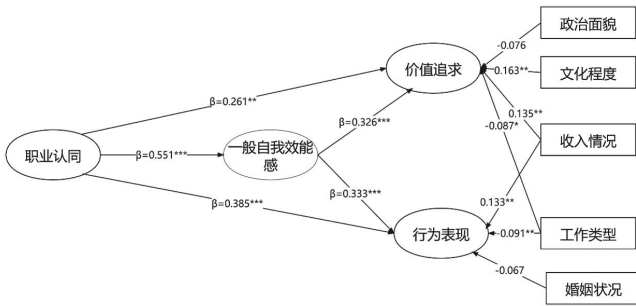 政治面貌
-0.076
价值追求
0.163**
文化程度
β=0.261**
0.135**
β=0.326***
-0.087*
收入情况
职业认同
β=0.551***
一般自我效能
感
β=0.333***
β=0.385***
0.133**
行为表现
-0.091**
工作类型
-0.067
婚姻状况